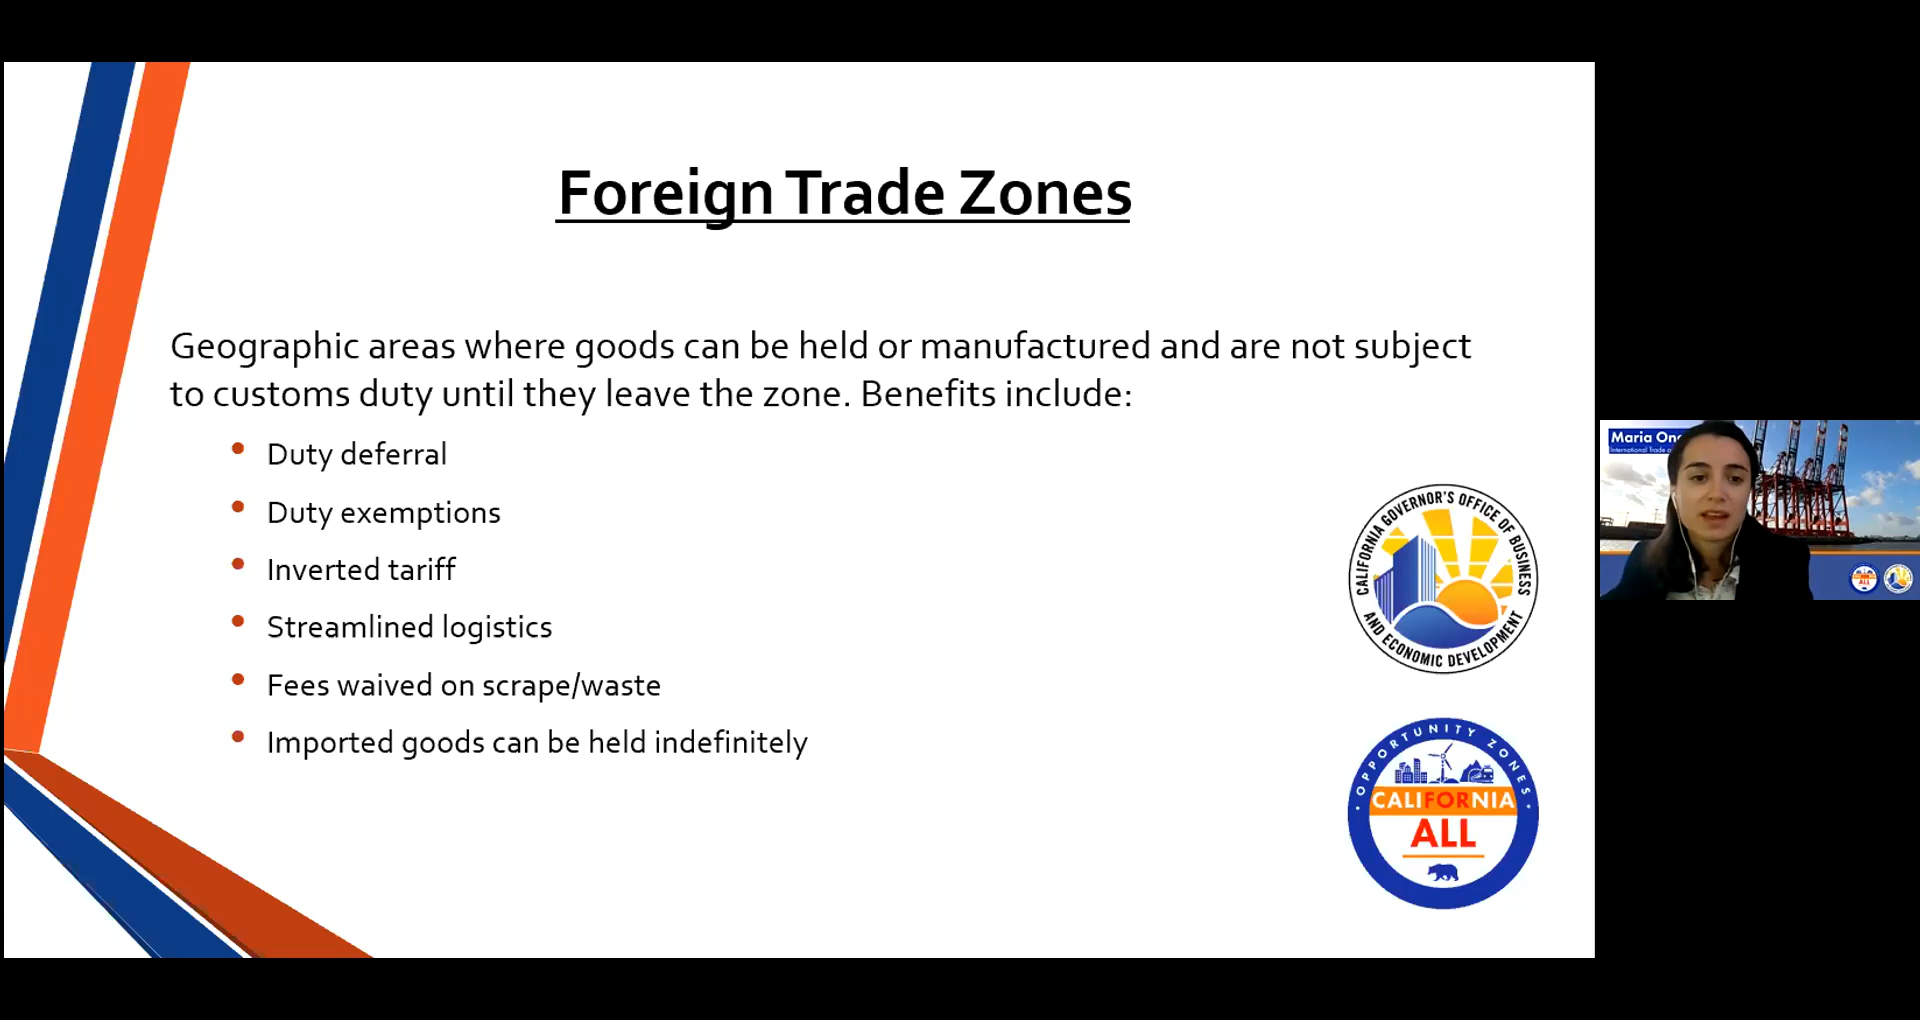 Foreign Trade Zones
Geographic areas where goods can be held or manufactured and are not subject
to customs duty until they leave the zone. Benefits include:
• Duty deferral
• Duty exemptions
• Inverted tariff
• Streamlined logistics
• Fees waived on scrape/waste
• Imported goods can be held indefinitely
CALIFORNIA GOVERNOR'S OFFICE OF BUSINESS
AND ECONOMIC DEVELOPMENT
• OPPORTUNITY ZONES •
CALIFORNIA
ALL
Maria
International Trade
ALL